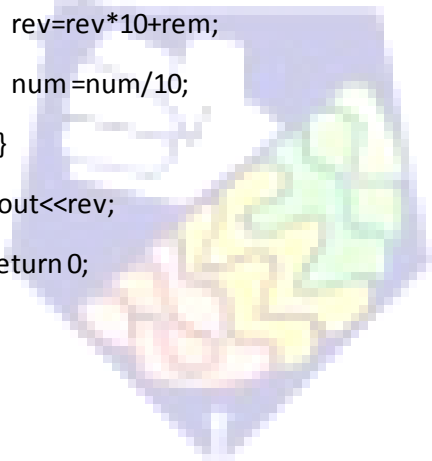 rev=rev*10+rem;
num=num/10;
}
out<<rev;
eturn 0;